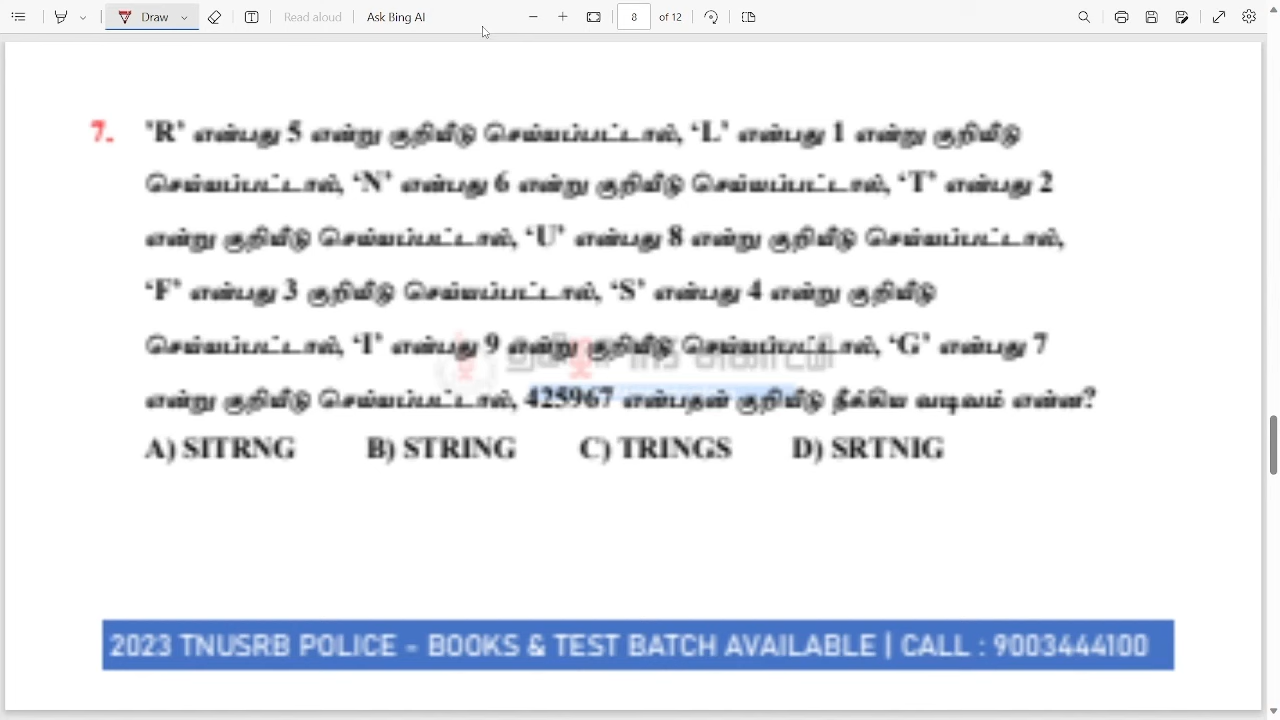 Draw
Read aloud
Ask Bing AI
8 of 12
7. 'R' என்பது 5 என்று குறியீடு செய்யப்பட்டால், ‘L’ என்பது 1 என்று குறியீடு
செய்யப்பட்டால், ‘N’ என்பது 6 என்று குறியீடு செய்யப்பட்டால், ‘T’ என்பது 2
என்று குறியீடு செய்யப்பட்டால், ‘U’ என்பது 8 என்று குறியீடு செய்யப்பட்டால்,
‘F’ என்பது 3 குறியீடு செய்யப்பட்டால், ‘S’ என்பது 4 என்று குறியீடு
செய்யப்பட்டால், ‘I’ என்பது 9 என்று குறியீடு செய்யப்பட்டால், ‘G’ என்பது 7
என்று குறியீடு செய்யப்பட்டால், 425967 என்பதன் குறியீடு நீக்கிய வடிவம் என்ன?
A) SITRNG B) STRING C) TRINGS D) SRTNIG
2023 TNUSRB POLICE - BOOKS & TEST BATCH AVAILABLE | CALL : 9003444100